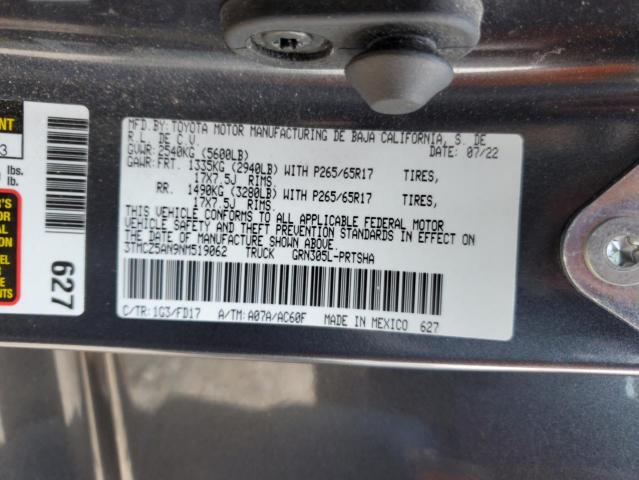 MFD.BY:TOYOTA MOTOR MANUFACTURING DE BAJA CALIFORNIA, S. DE
R.L. DE C.V. DATE: 07/22
GVWR: 2540KG (5600LB)
GAWR: FRT. 1335KG (2940LB) WITH P265/65R17 TIRES,
17X7.5J RIMS.
RR. 1490KG (3280LB) WITH P265/65R17 TIRES,
17X7.5J RIMS.
THIS VEHICLE CONFORMS TO ALL APPLICABLE FEDERAL MOTOR
VEHICLE SAFETY AND THEFT PREVENTION STANDARDS IN EFFECT ON
THE DATE OF MANUFACTURE SHOWN ABOVE.
3TMCZ5AN9NM519062 TRUCK GRN305L-PRTSHA
C/TR:1G3/FD17 A/TM:A07A/AC60F MADE IN MEXICO 627
3
lbs.
lb.
627